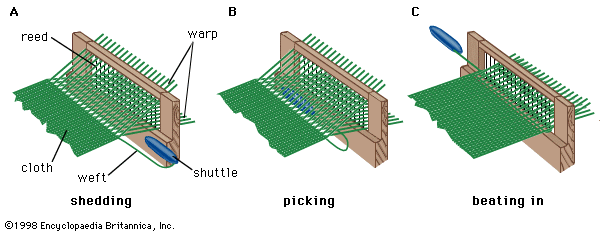 A
B
C
reed
warp
cloth
weft
shuttle
shedding
picking
beating in
©1998 Encyclopaedia Britannica, Inc.